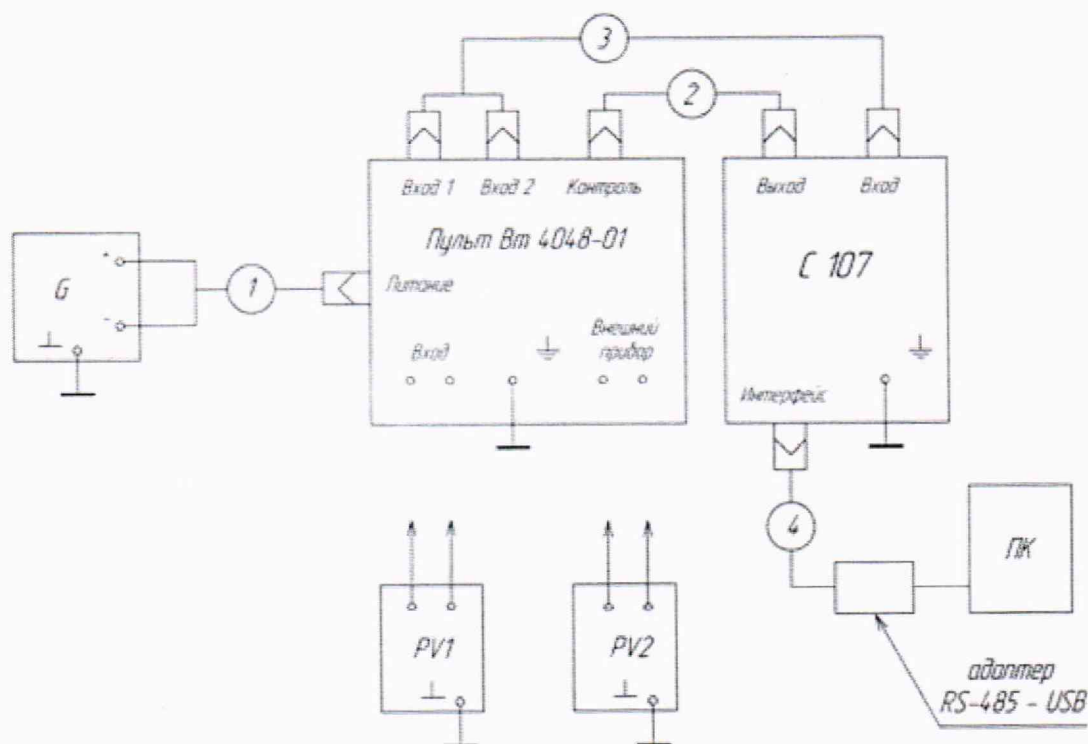 3
2
Вход 1 Вход 2 Контроль
Выход Вход
Пульт Вт 4048-01
С 107
G
+
-
1
Питание
Вход
Внешний
прибор
Интерфейс
4
ПК
PV1
PV2
адаптер
RS-485 - USB